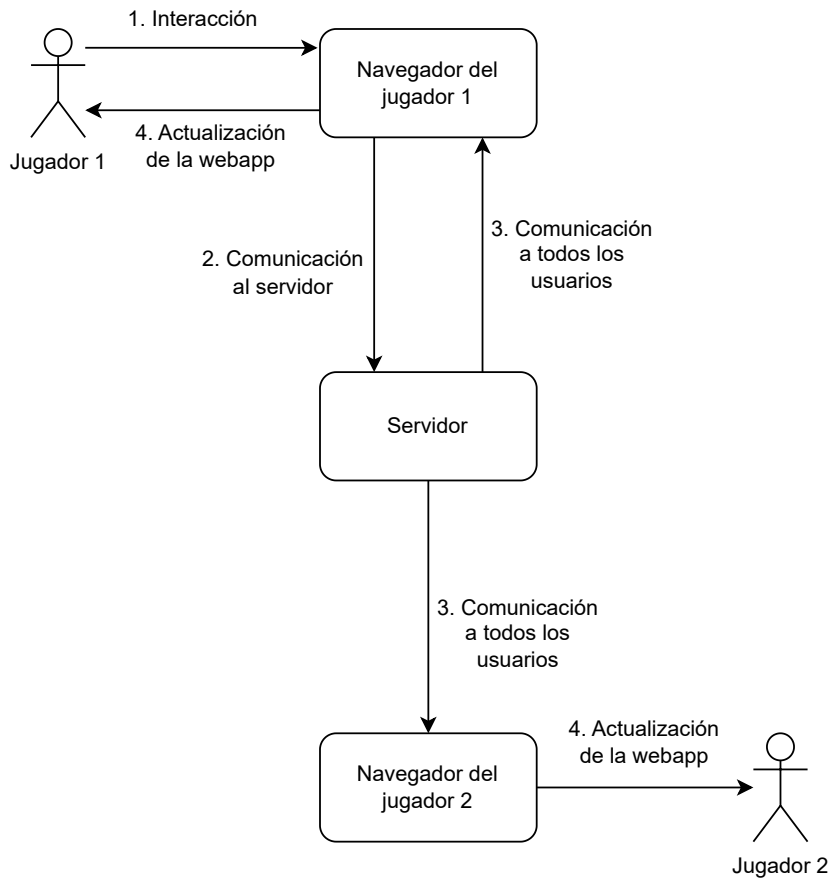 1. Interacción
Navegador del
jugador 1
4. Actualización
de la webapp
Jugador 1
3. Comunicación
a todos los
usuarios
2. Comunicación
al servidor
Servidor
3. Comunicación
a todos los
usuarios
4. Actualización
de la webapp
Navegador del
jugador 2
Jugador 2